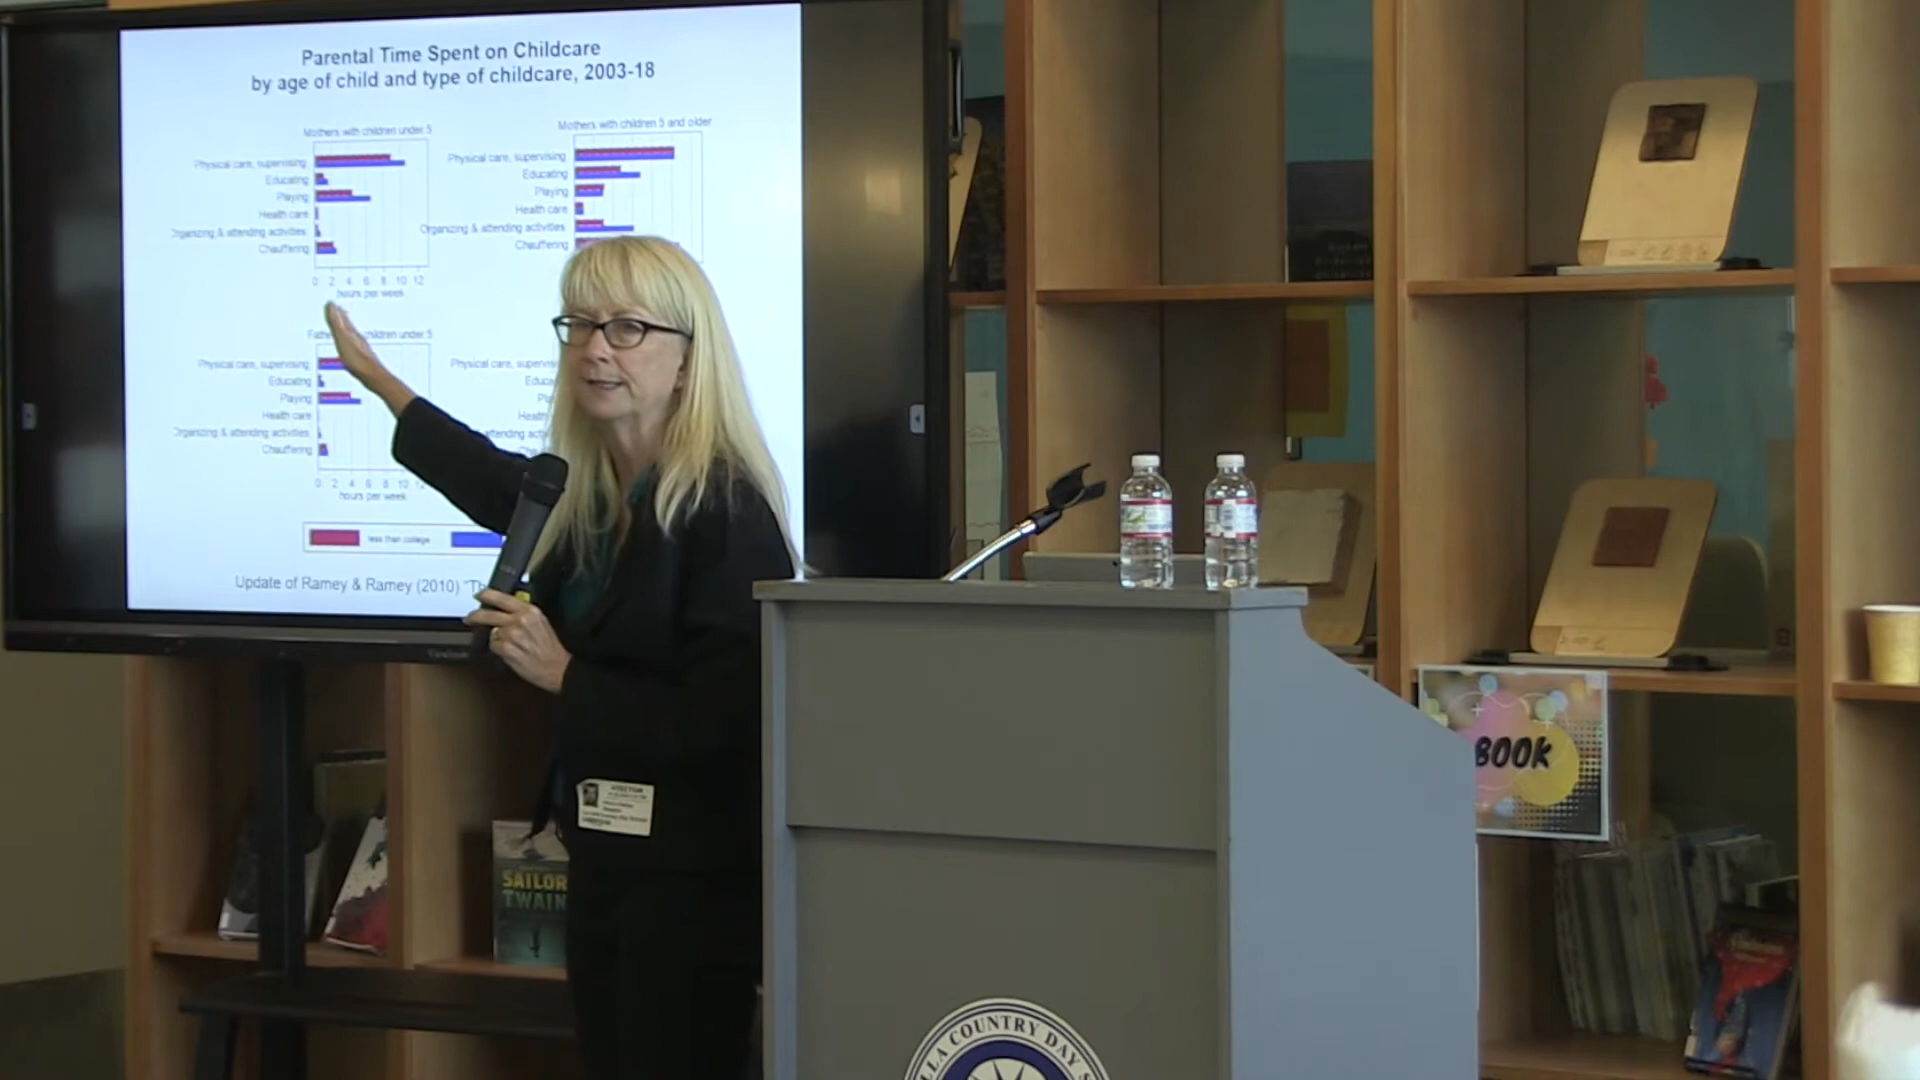 Parental Time Spent on Childcare
by age of child and type of childcare, 2003-18
Mothers with children under 5
Physical care, supervising
Educating
Playing
Health care
Organizing & attending activities
Chauffering
0 2 4 6 8 10 12
hours per week
Mothers with children 5 and older
Physical care, supervising
Educating
Playing
Health care
Organizing & attending activities
Chauffering
children under 5
Physical care, supervising
Educating
Playing
Health care
Organizing & attending activities
Chauffering
0 2 4 6 8 10 12
hours per week
Physical care,
Health
attending
less than college
Update of Ramey & Ramey (2010)
ViewSonic
VISITOR
SAILOR
TWAIN
BOOK
LLA COUNTRY DAY S